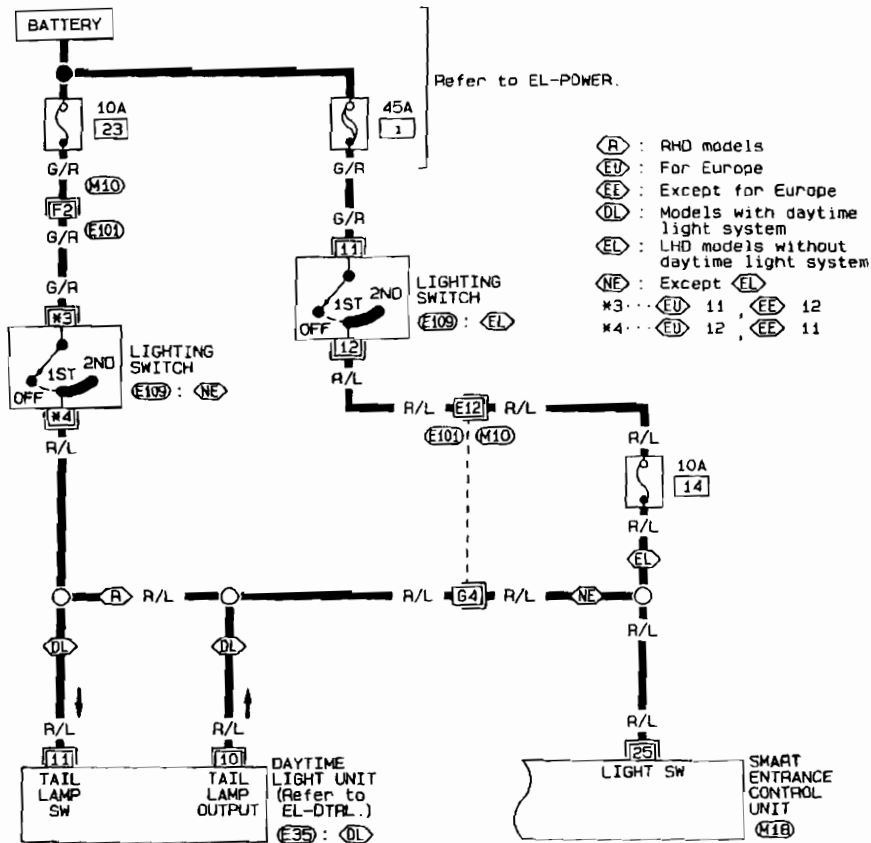 BATTERY
Refer to EL-POWER.
10A
23
45A
1
G/R
G/R
M10
F2
G/R
E101
G/R
G/R
11
1ST
2ND
OFF
12
LIGHTING
SWITCH
E109 : EL
R : RHD models
EU : For Europe
EE : Except for Europe
DL : Models with daytime
light system
EL : LHD models without
daytime light system
NE : Except EL
*3··· EU 11 , EE 12
*4··· EU 12 , EE 11
*3
1ST
2ND
OFF
*4
LIGHTING
SWITCH
E109 : NE
R/L
R/L
R/L
E12
R/L
E101
M10
R/L
10A
14
R/L
EL
R
R/L
R/L
G4
R/L
NE
R/L
DL
DL
R/L
R/L
R/L
11
10
25
TAIL
LAMP
SW
TAIL
LAMP
OUTPUT
DAYTIME
LIGHT UNIT
(Refer to
EL-DTRL.)
E35 : DL
LIGHT SW
SMART
ENTRANCE
CONTROL
UNIT
M18